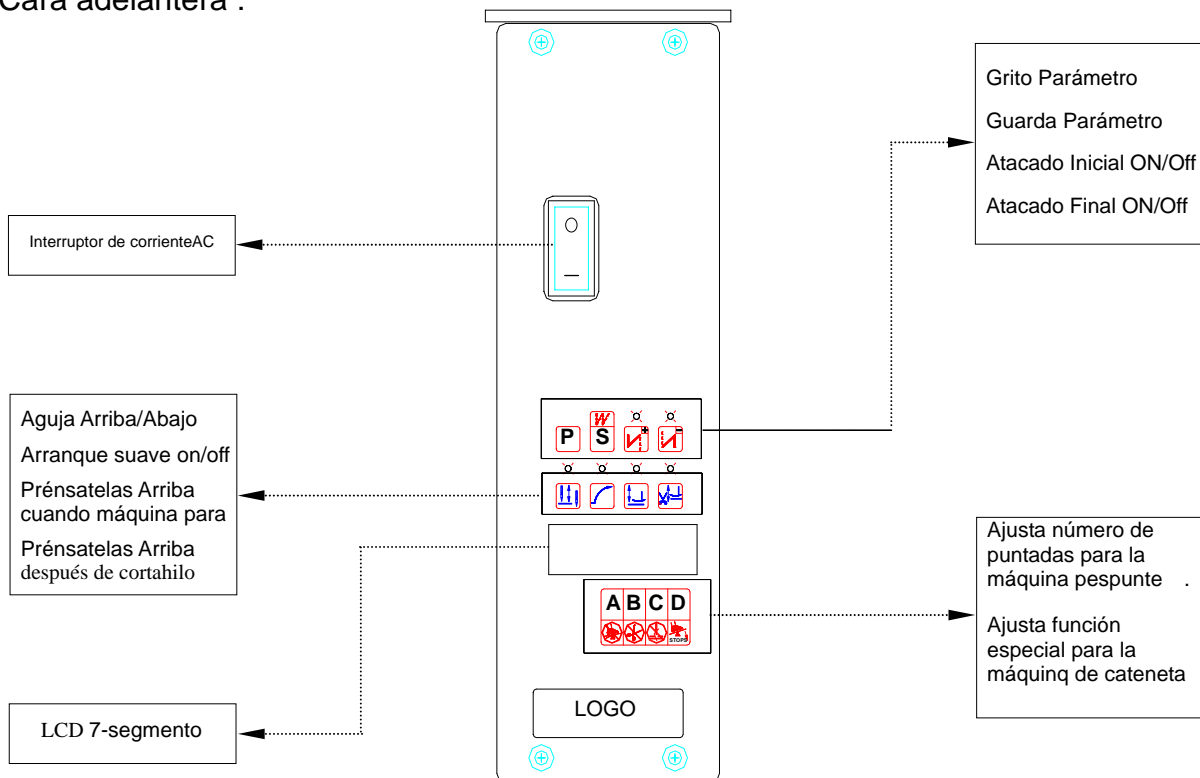 Cara adelantera :
Grito Parámetro
Guarda Parámetro
Atacado Inicial ON/Off
Atacado Final ON/Off
Interruptor de corrienteAC
Aguja Arriba/Abajo
Arranque suave on/off
Prénsatelas Arriba
cuando máquina para
Prénsatelas Arriba
después de cortahilo
P
W
S
+
-
A B C D
STOPS
Ajusta número de
puntadas para la
máquina pespunte .
Ajusta función
especial para la
máquinq de cateneta
LCD 7-segmento
LOGO